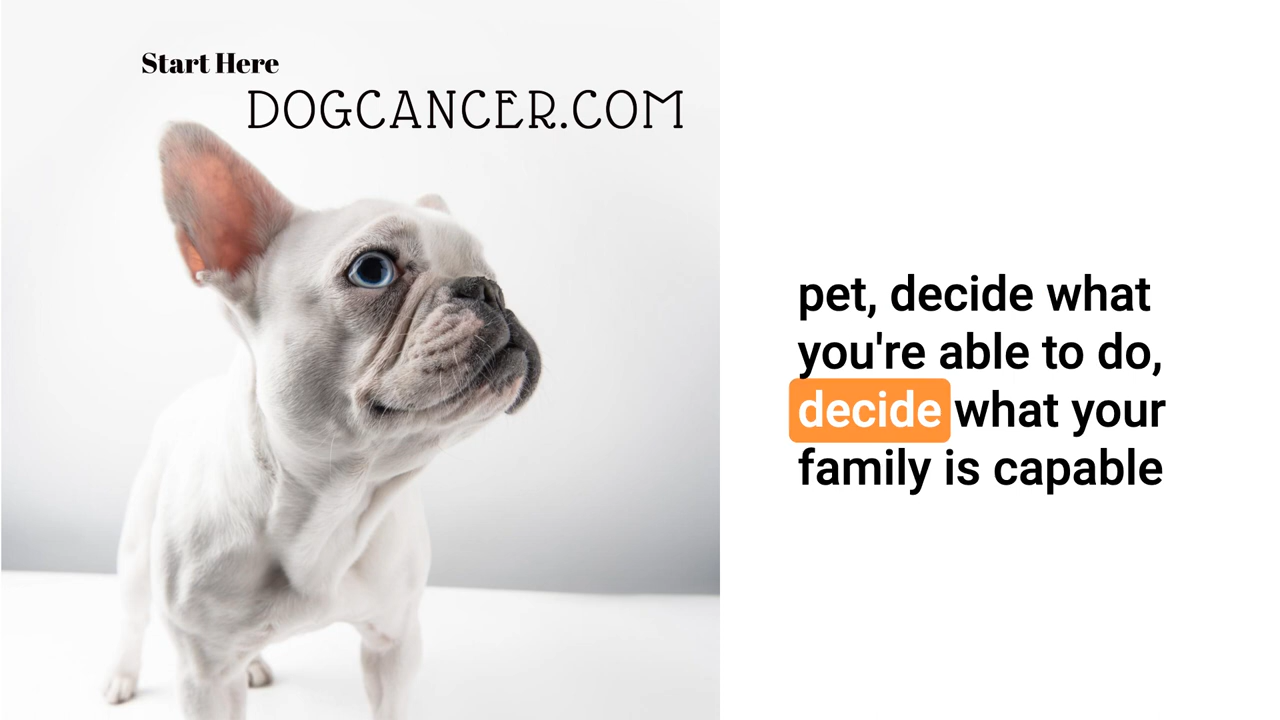 Start Here
DOGCANCER.COM
pet, decide what
you're able to do,
decide what your
family is capable